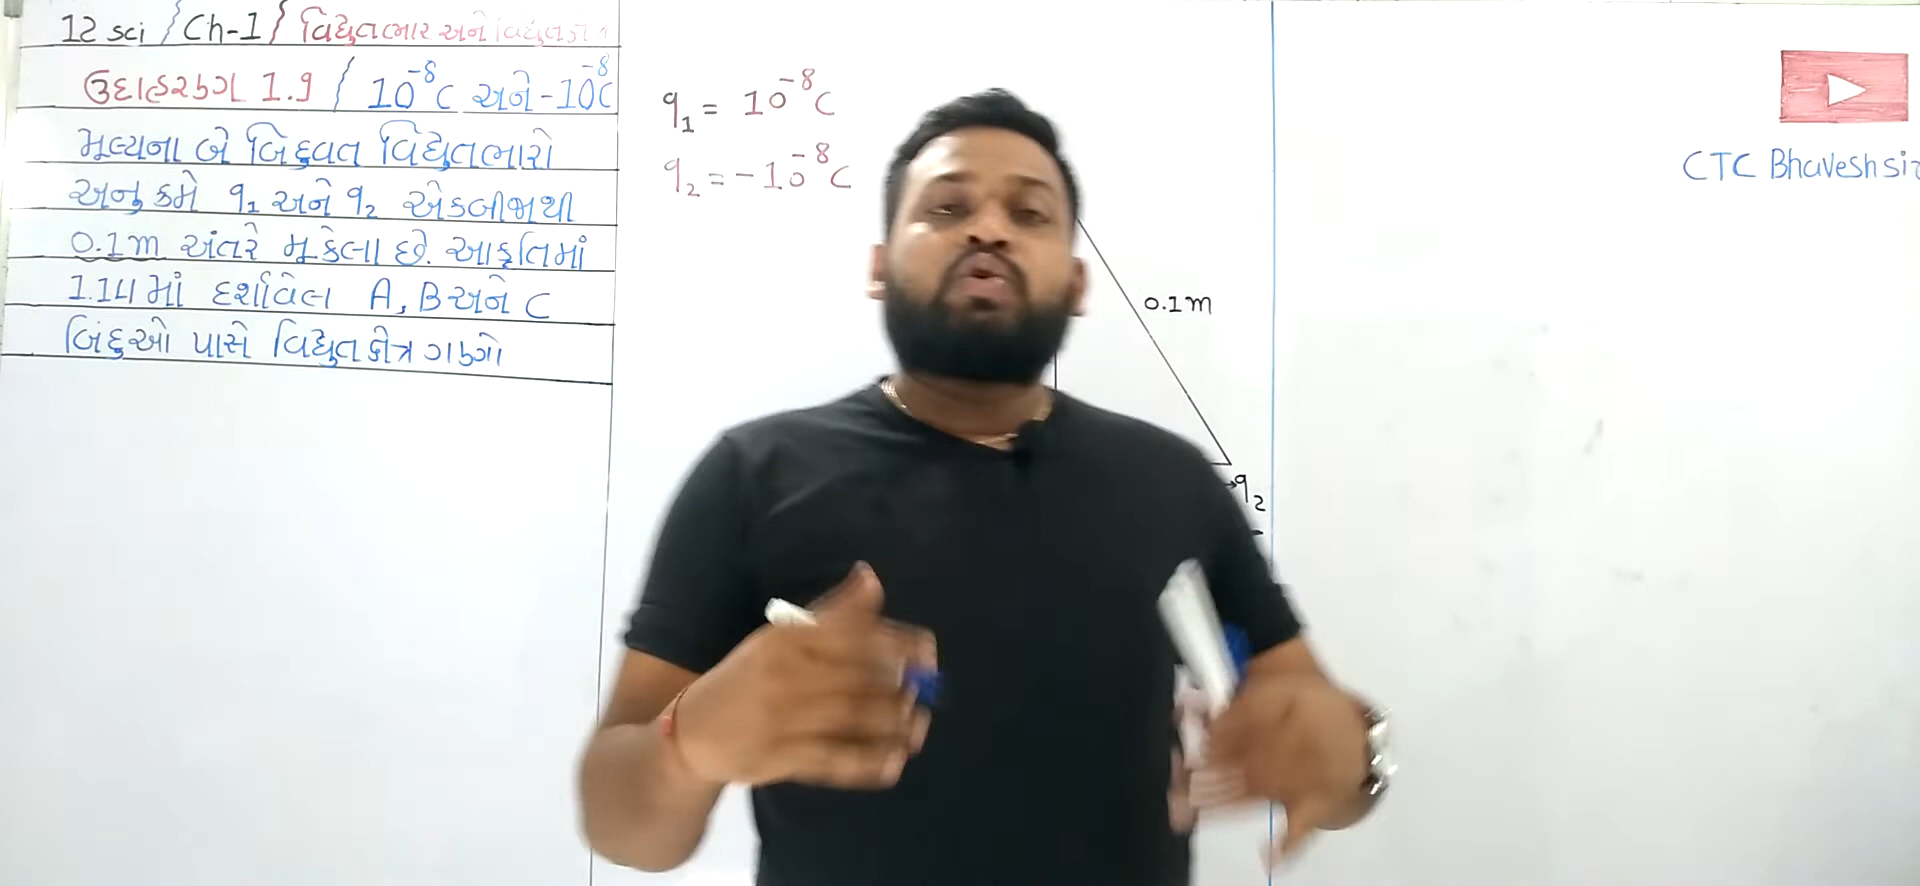 12 sci / Ch-1 / વિદ્યુતભાર અને
ઉદાહરણ 1.9 / 10⁻⁸C અને -10⁻⁸C
મૂલ્યના બે બિંદુવત વિદ્યુતભારો
અનુક્રમે q₁ અને q₂ એકબીજાથી
0.1m અંતરે મૂકેલા છે. આકૃતિમાં
1.14માં દર્શાવેલ A, B અને C
બિંદુઓ પાસે વિદ્યુતક્ષેત્ર ગણો
q₁ = 10⁻⁸C
q₂ = -10⁻⁸C
0.1m
q₂
CTC Bhavesh